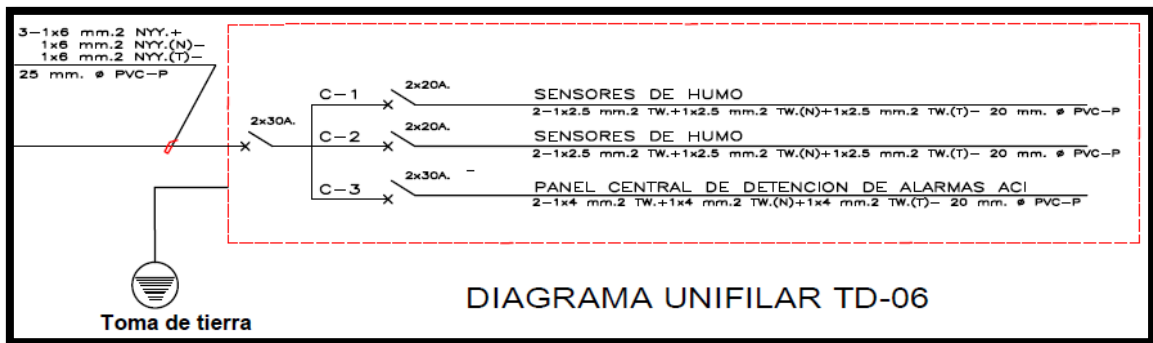 3-1x6 mm.2 NYY.+
1x6 mm.2 NYY.(N)-
1x6 mm.2 NYY.(T)-
25 mm. ø PVC-P
2x30A.
C-1
2x20A.
SENSORES DE HUMO
2-1x2.5 mm.2 TW.+1x2.5 mm.2 TW.(N)+1x2.5 mm.2 TW.(T)- 20 mm. ø PVC-P
C-2
2x20A.
SENSORES DE HUMO
2-1x2.5 mm.2 TW.+1x2.5 mm.2 TW.(N)+1x2.5 mm.2 TW.(T)- 20 mm. ø PVC-P
C-3
2x30A.
PANEL CENTRAL DE DETENCION DE ALARMAS ACI
2-1x4 mm.2 TW.+1x4 mm.2 TW.(N)+1x4 mm.2 TW.(T)- 20 mm. ø PVC-P
Toma de tierra
DIAGRAMA UNIFILAR TD-06